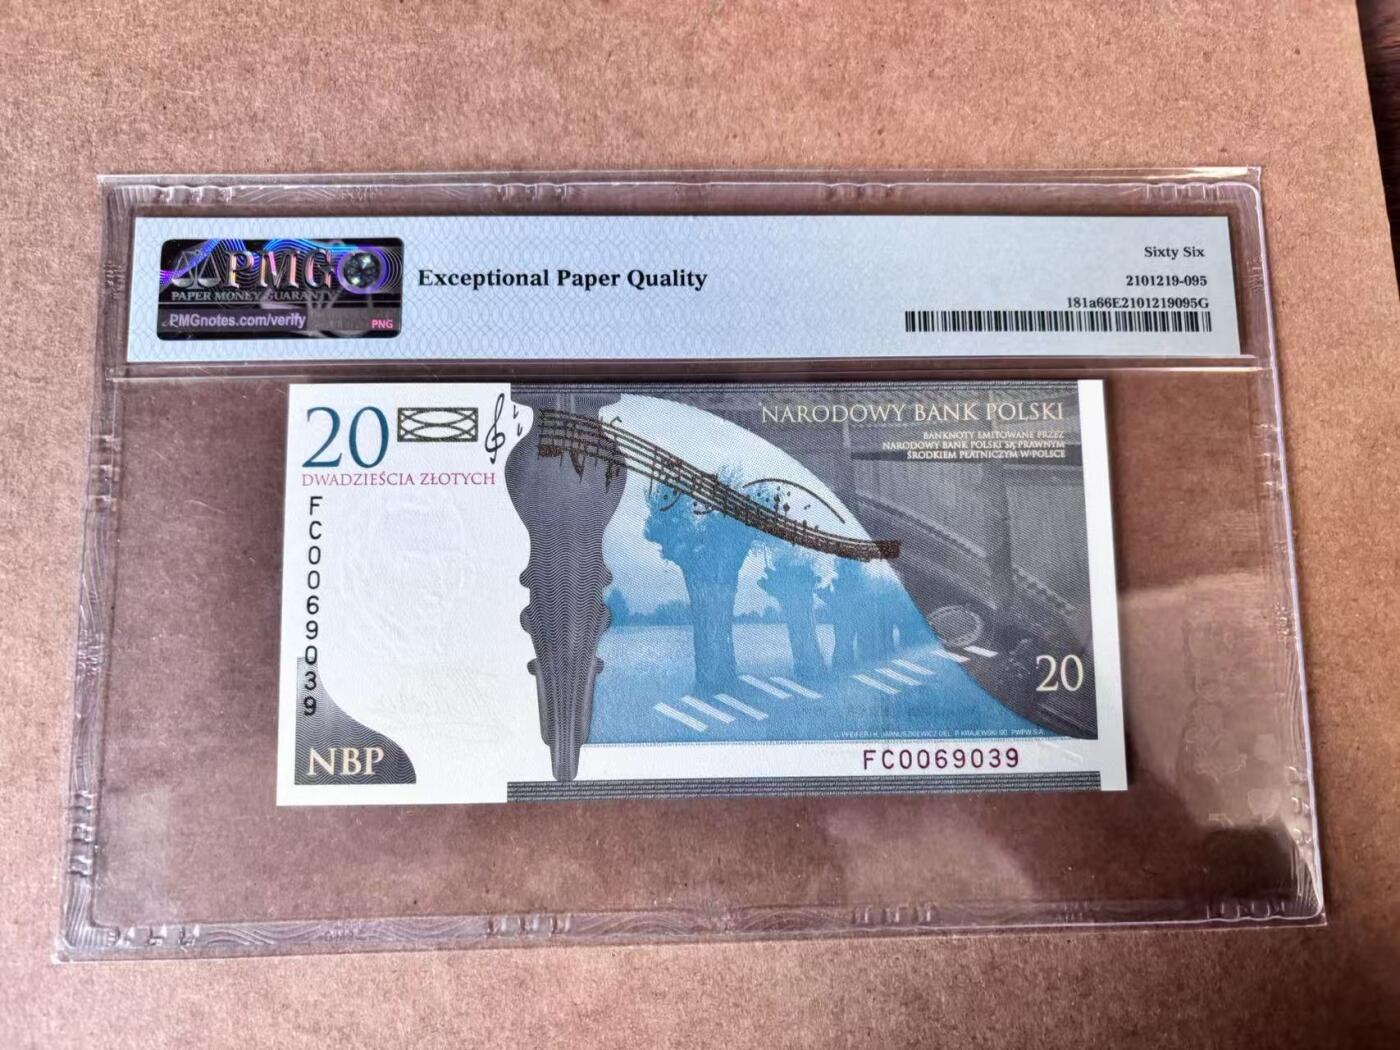 PMG
PAPER MONEY GUARANTY
PMGnotes.com/verify
PNG
Exceptional Paper Quality
Sixty Six
2101219-095
181a66E2101219095G
20
DWADZIEŚCIA ZŁOTYCH
FC0069039
NBP
NARODOWY BANK POLSKI
BANKNOTY EMITOWANE PRZEZ
NARODOWY BANK POLSKI SĄ PRAWNYM
ŚRODKIEM PŁATNICZYM W POLSCE
20
FC0069039